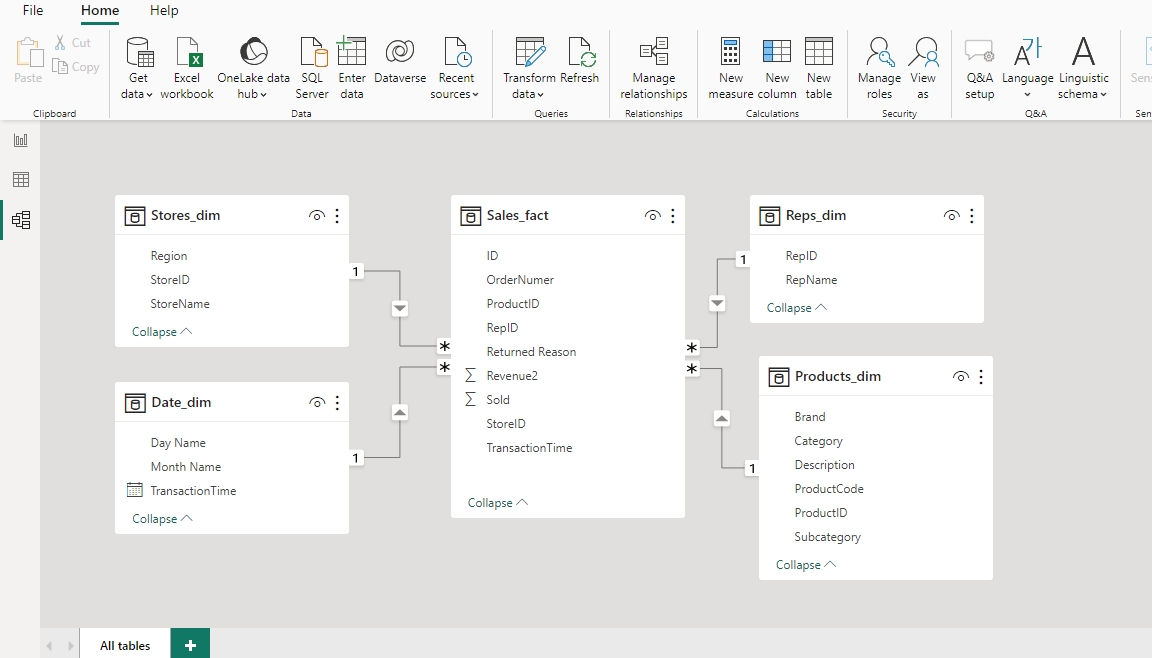 File Home Help
Paste Cut Copy
Clipboard
Get data Excel workbook OneLake data hub SQL Server Enter data Dataverse Recent sources
Data
Transform data Refresh
Queries
Manage relationships
Relationships
New measure New column New table
Calculations
Manage roles View as
Security
Q&A setup Language Linguistic schema
Q&A
Stores_dim
Region
StoreID
StoreName
Collapse
1
*
Date_dim
Day Name
Month Name
TransactionTime
Collapse
1
*
Sales_fact
ID
OrderNumer
ProductID
RepID
Returned Reason
Revenue2
Sold
StoreID
TransactionTime
Collapse
Reps_dim
RepID
RepName
Collapse
1
*
Products_dim
Brand
Category
Description
ProductCode
ProductID
Subcategory
Collapse
1
*
All tables +